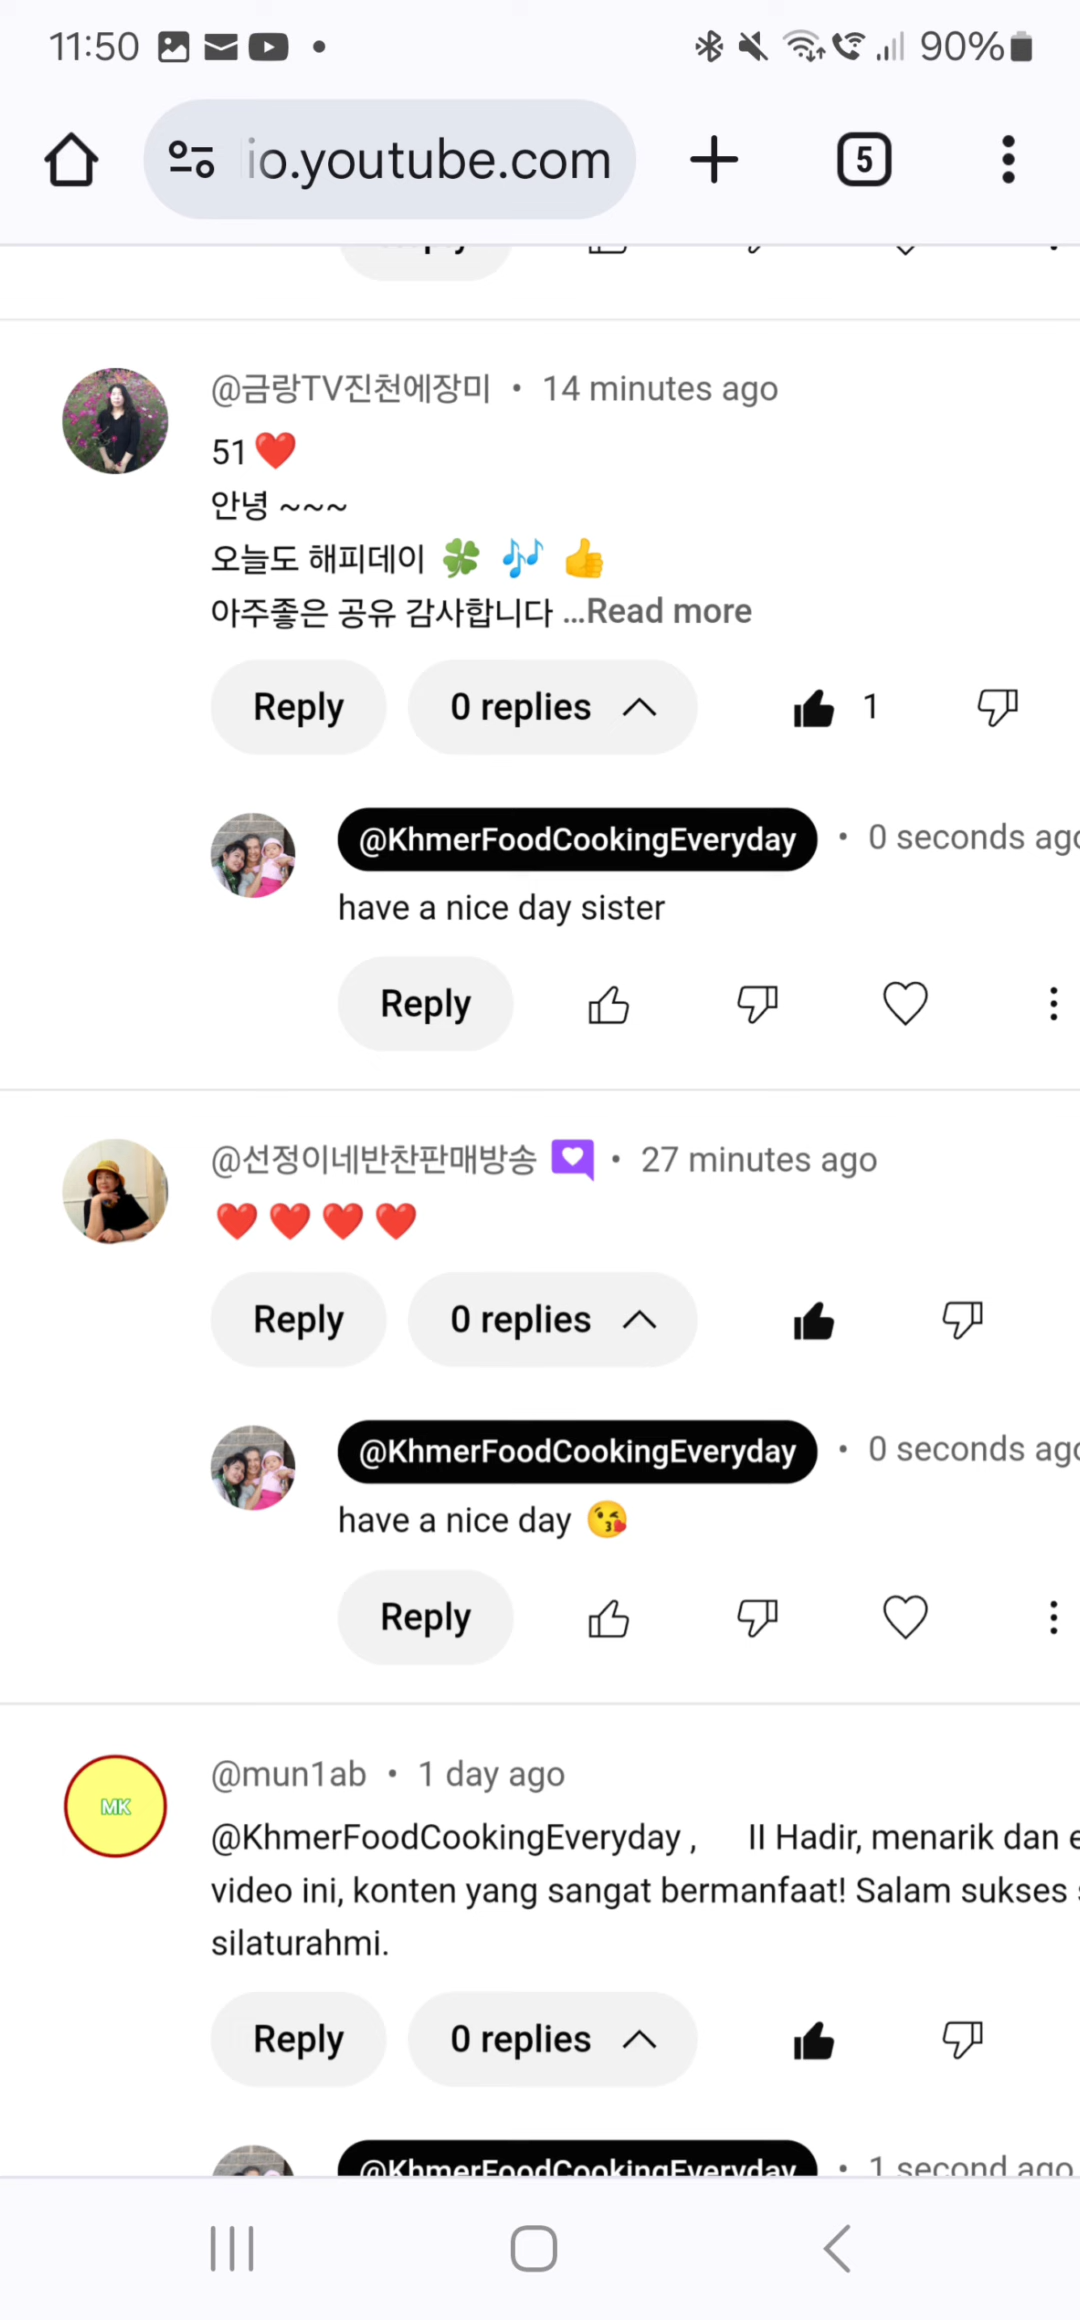 11:50 90%
io.youtube.com 5
@금랑TV진천에장미 • 14 minutes ago
51❤️
안녕 ~~~
오늘도 해피데이 🍀 🎶 👍
아주좋은 공유 감사합니다 ...Read more
Reply 0 replies 1
@KhmerFoodCookingEveryday • 0 seconds ago
have a nice day sister
Reply
@선정이네반찬판매방송 • 27 minutes ago
❤️ ❤️ ❤️ ❤️
Reply 0 replies
@KhmerFoodCookingEveryday • 0 seconds ago
have a nice day 😘
Reply
MK
@mun1ab • 1 day ago
@KhmerFoodCookingEveryday , II Hadir, menarik dan
video ini, konten yang sangat bermanfaat! Salam sukses
silaturahmi.
Reply 0 replies
@KhmerFoodCookingEveryday • 1 second ago